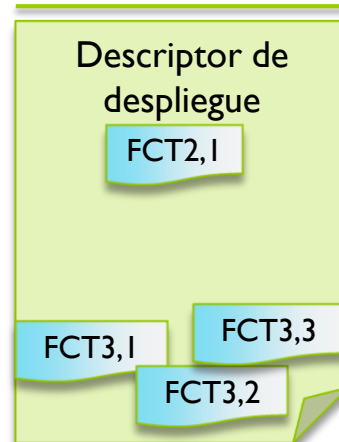 Descriptor de
despliegue
FCT2,1
FCT3,1
FCT3,3
FCT3,2